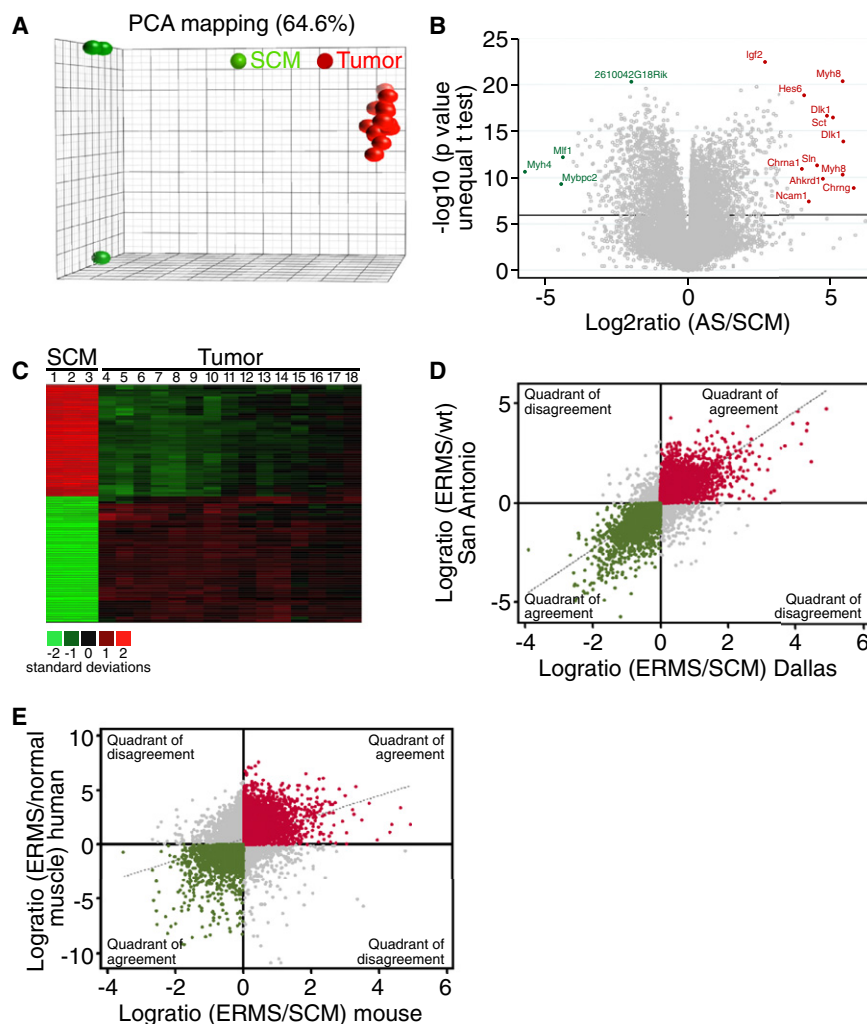 A
PCA mapping (64.6%)
SCM
Tumor
B
-log10 (p value
unequal t test)
25
20
15
10
5
0
Igf2
2610042G18Rik
Myh8
Hes6
Dlk1
Sct
Dlk1
Mlf1
Myh4
Mybpc2
Chrna1
Sln
Myh8
Ahkrd1
Chrng
Ncam1
-5
0
5
Log2ratio (AS/SCM)
C
SCM
Tumor
1 2 3 4 5 6 7 8 9 10 11 12 13 14 15 16 17 18
-2 -1 0 1 2
standard deviations
D
Logratio (ERMS/wt)
San Antonio
5
0
-5
Quadrant of
disagreement
Quadrant of
agreement
Quadrant of
agreement
Quadrant of
disagreement
-4 -2 0 2 4 6
Logratio (ERMS/SCM) Dallas
E
Logratio (ERMS/normal
muscle) human
10
5
0
-5
-10
Quadrant of
disagreement
Quadrant of
agreement
Quadrant of
agreement
Quadrant of
disagreement
-4 -2 0 2 4 6
Logratio (ERMS/SCM) mouse